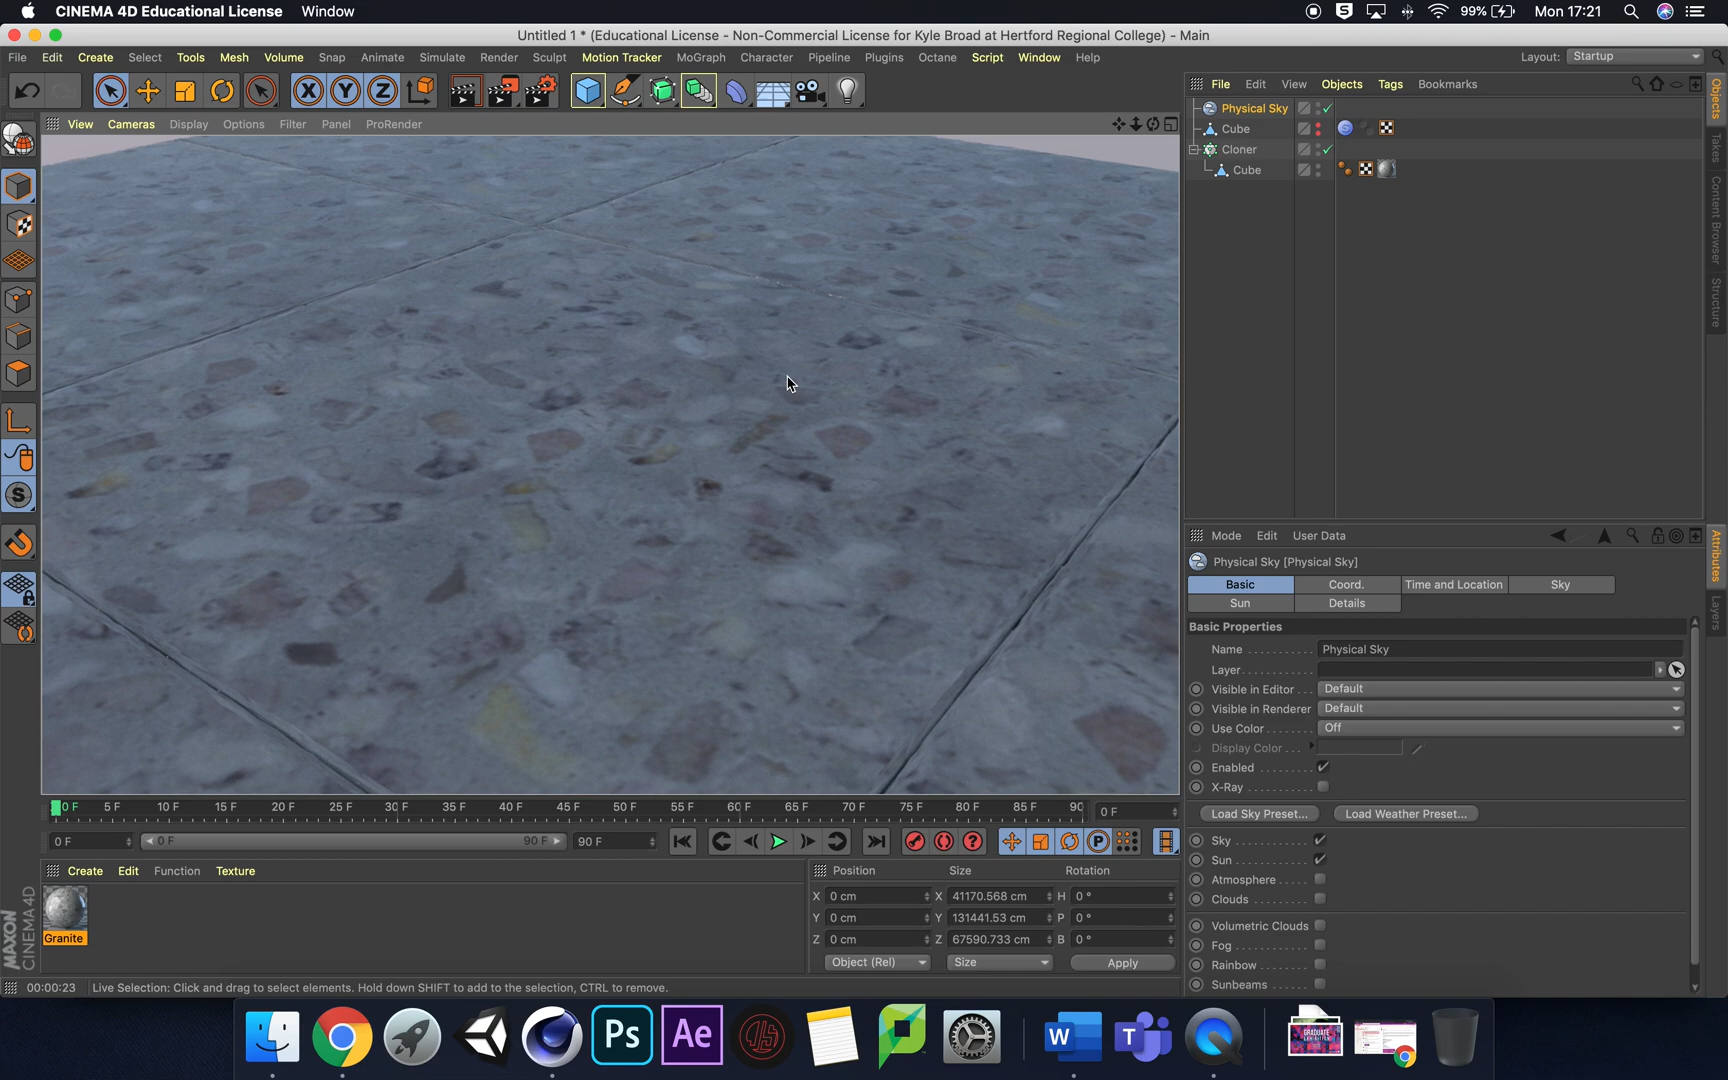 CINEMA 4D Educational License Window
99% Mon 17:21
Untitled 1 * (Educational License - Non-Commercial License for Kyle Broad at Hertford Regional College) - Main
File Edit Create Select Tools Mesh Volume Snap Animate Simulate Render Sculpt Motion Tracker MoGraph Character Pipeline Plugins Octane Script Window Help
Layout: Startup
X Y Z
File Edit View Objects Tags Bookmarks
View Cameras Display Options Filter Panel ProRender
Physical Sky
Cube
Cloner
Cube
Objects
Takes
Content Browser
Structure
Mode Edit User Data
Physical Sky [Physical Sky]
Basic Coord. Time and Location Sky
Sun Details
Basic Properties
Name Physical Sky
Layer
Visible in Editor Default
Visible in Renderer Default
Use Color Off
Display Color
Enabled
X-Ray
Load Sky Preset... Load Weather Preset...
Sky
Sun
Atmosphere
Clouds
Volumetric Clouds
Fog
Rainbow
Sunbeams
Attributes
Layers
0 F 5 F 10 F 15 F 20 F 25 F 30 F 35 F 40 F 45 F 50 F 55 F 60 F 65 F 70 F 75 F 80 F 85 F 90 0 F
0 F 0 F 90 F 90 F
Create Edit Function Texture
Granite
MAXON
CINEMA 4D
Position Size Rotation
X 0 cm X 41170.568 cm H 0 °
Y 0 cm Y 131441.53 cm P 0 °
Z 0 cm Z 67590.733 cm B 0 °
Object (Rel) Size Apply
00:00:23 Live Selection: Click and drag to select elements. Hold down SHIFT to add to the selection, CTRL to remove.
Ps Ae W T
GRADUATE